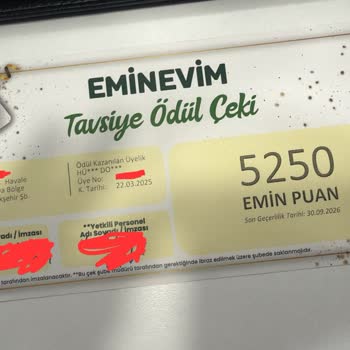 EMİNEVİM
Tavsiye Ödül Çeki
Havale
Bölge
kşehir Şb.
Ödül Kazanılan Üyelik
HÜ*** DO***
Üye No:
K. Tarihi: 22.03.2025
5250
EMİN PUAN
Son Geçerlilik Tarihi: 30.09.2026
adı / İmzası
**Yetkili Personel
Adı Soyadı / İmzası
tarafından imzalanacaktır. **Bu çek şube müdürü tarafından gerektiğinde ibraz edilmek üzere şubede saklanmalıdır.